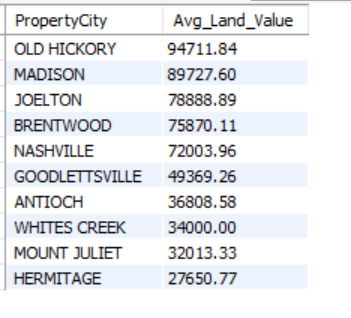 PropertyCity Avg_Land_Value
OLD HICKORY 94711.84
MADISON 89727.60
JOELTON 78888.89
BRENTWOOD 75870.11
NASHVILLE 72003.96
GOODLETTSVILLE 49369.26
ANTIOCH 36808.58
WHITES CREEK 34000.00
MOUNT JULIET 32013.33
HERMITAGE 27650.77